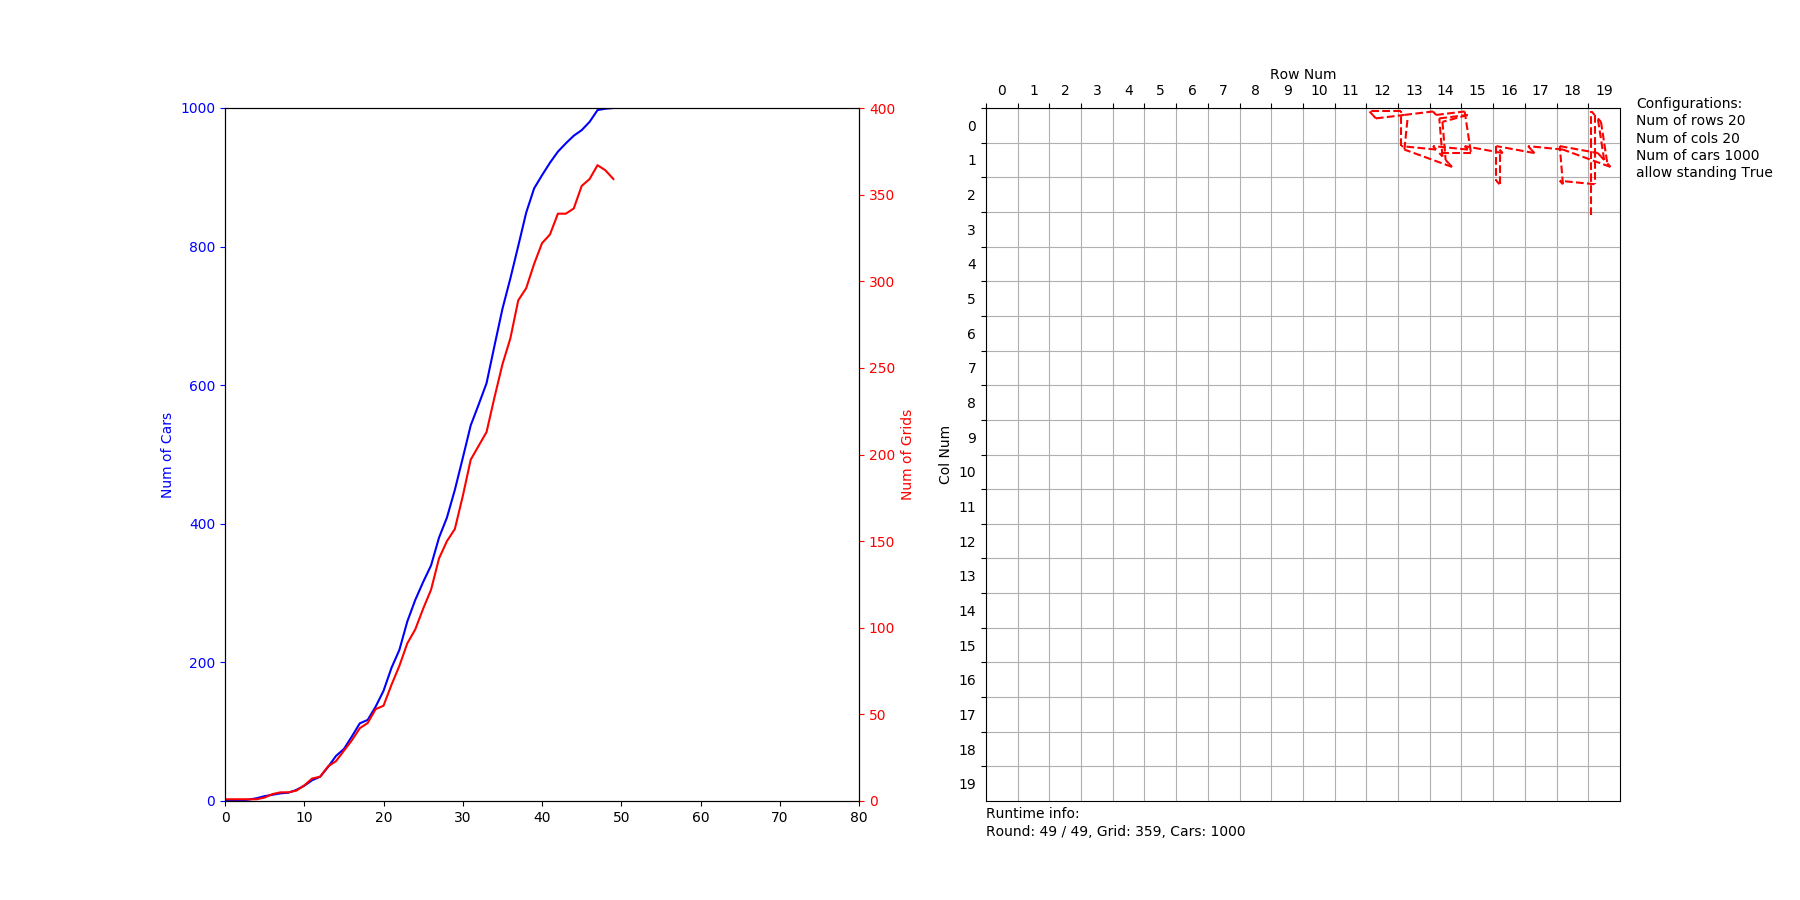 1000
800
600
400
200
0
Num of Cars
0 10 20 30 40 50 60 70 80
400
350
300
250
200
150
100
50
0
Num of Grids
Row Num
0 1 2 3 4 5 6 7 8 9 10 11 12 13 14 15 16 17 18 19
Col Num
0
1
2
3
4
5
6
7
8
9
10
11
12
13
14
15
16
17
18
19
Configurations:
Num of rows 20
Num of cols 20
Num of cars 1000
allow standing True
Runtime info:
Round: 49 / 49, Grid: 359, Cars: 1000